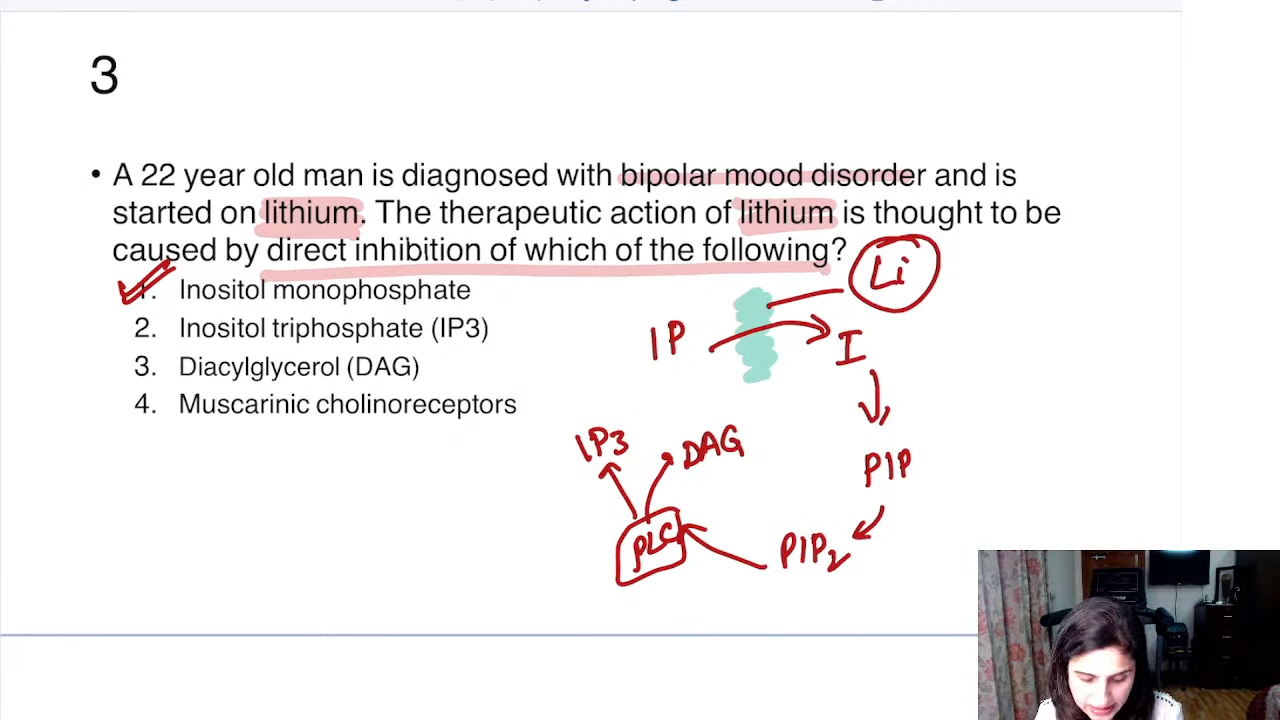 3
• A 22 year old man is diagnosed with bipolar mood disorder and is
started on lithium. The therapeutic action of lithium is thought to be
caused by direct inhibition of which of the following?
1. Inositol monophosphate
2. Inositol triphosphate (IP3)
3. Diacylglycerol (DAG)
4. Muscarinic cholinoreceptors
Li
IP
I
IP3
DAG
PIP
PLC
PIP2